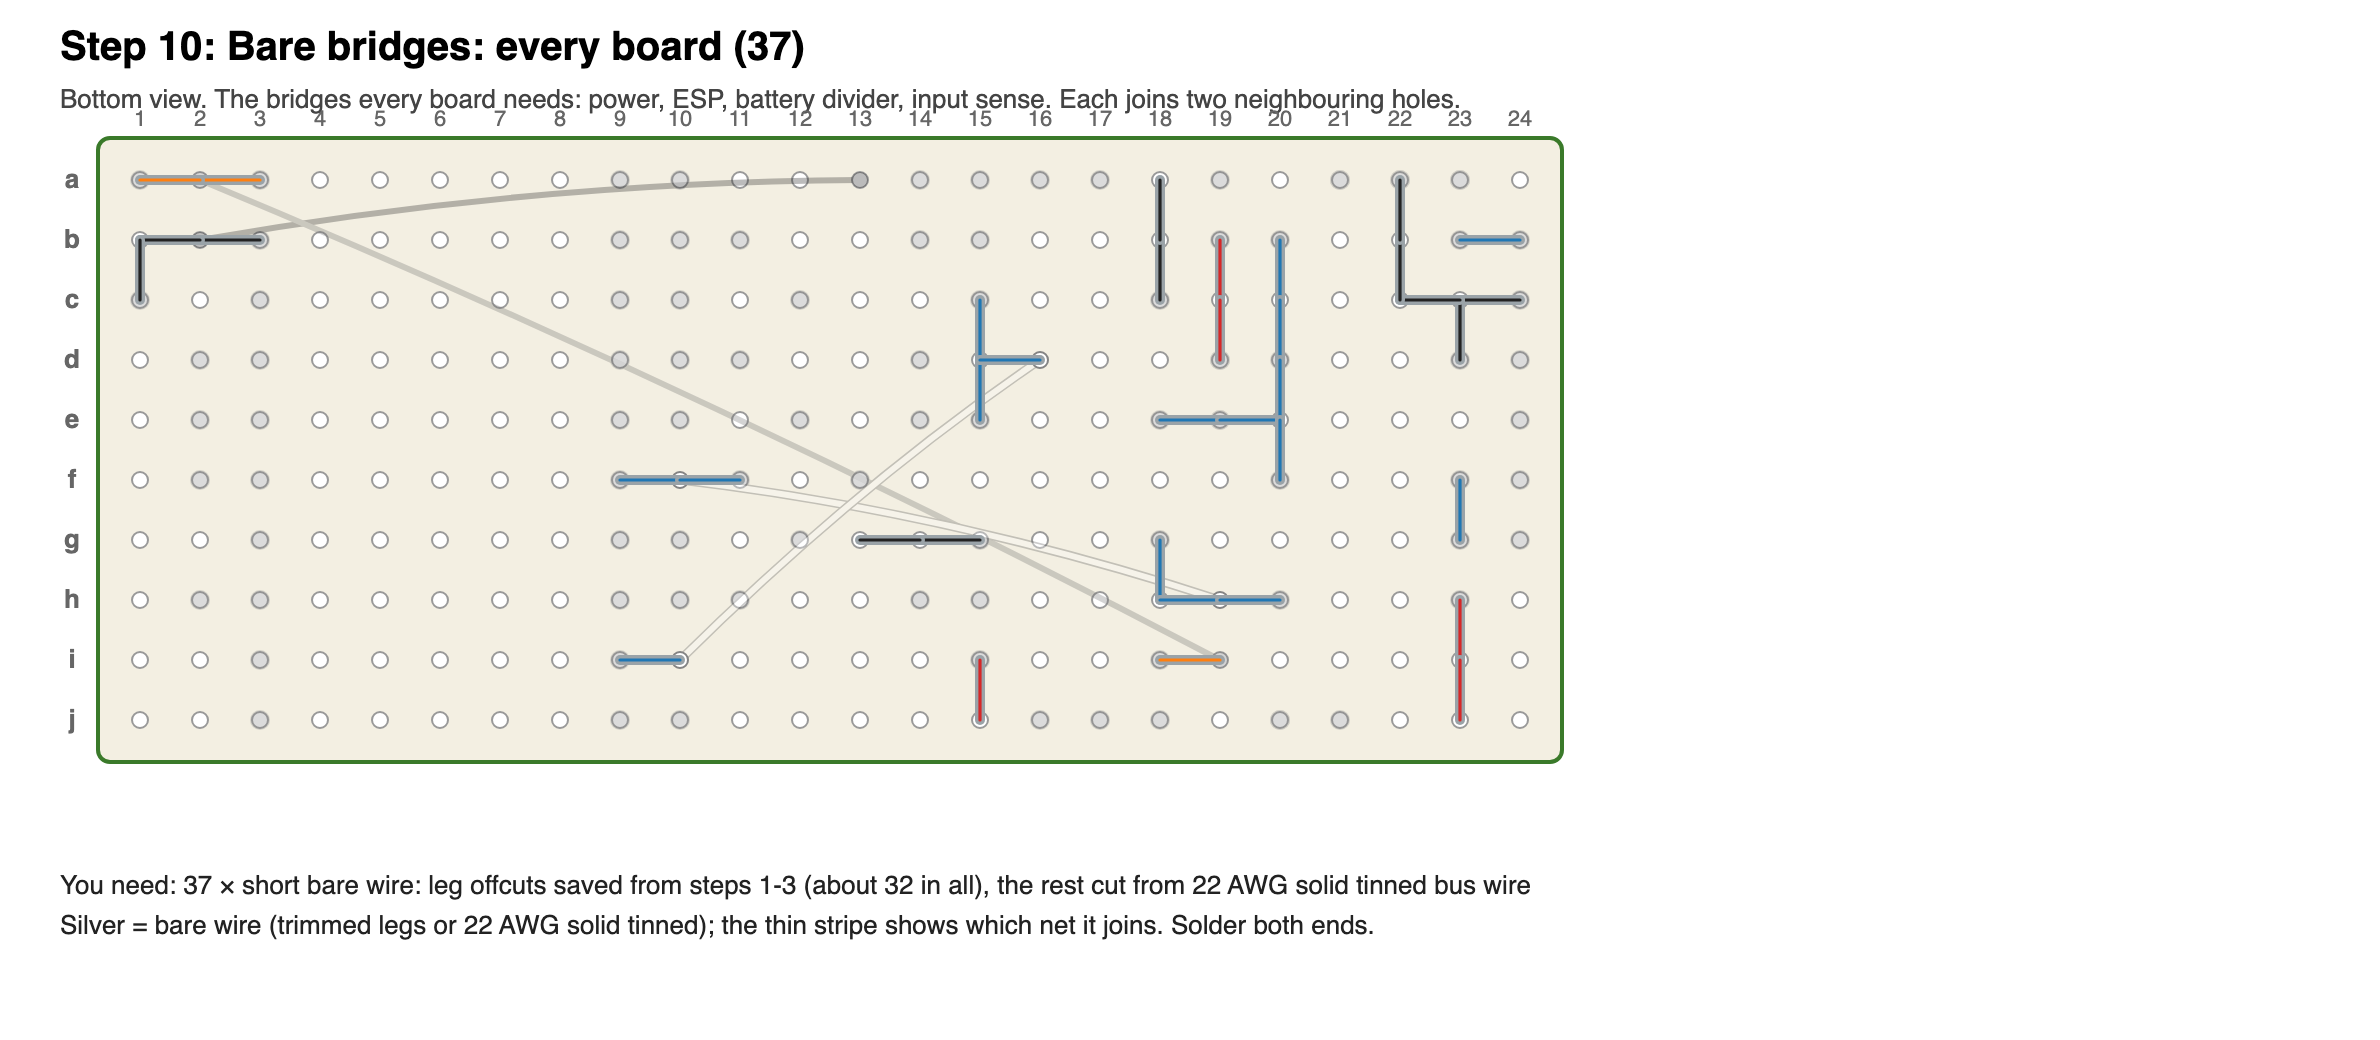 Step 10: Bare bridges: every board (37)
Bottom view. The bridges every board needs: power, ESP, battery divider, input sense. Each joins two neighbouring holes.
1 2 3 4 5 6 7 8 9 10 11 12 13 14 15 16 17 18 19 20 21 22 23 24
a
b
c
d
e
f
g
h
i
j
You need: 37 × short bare wire: leg offcuts saved from steps 1-3 (about 32 in all), the rest cut from 22 AWG solid tinned bus wire
Silver = bare wire (trimmed legs or 22 AWG solid tinned); the thin stripe shows which net it joins. Solder both ends.